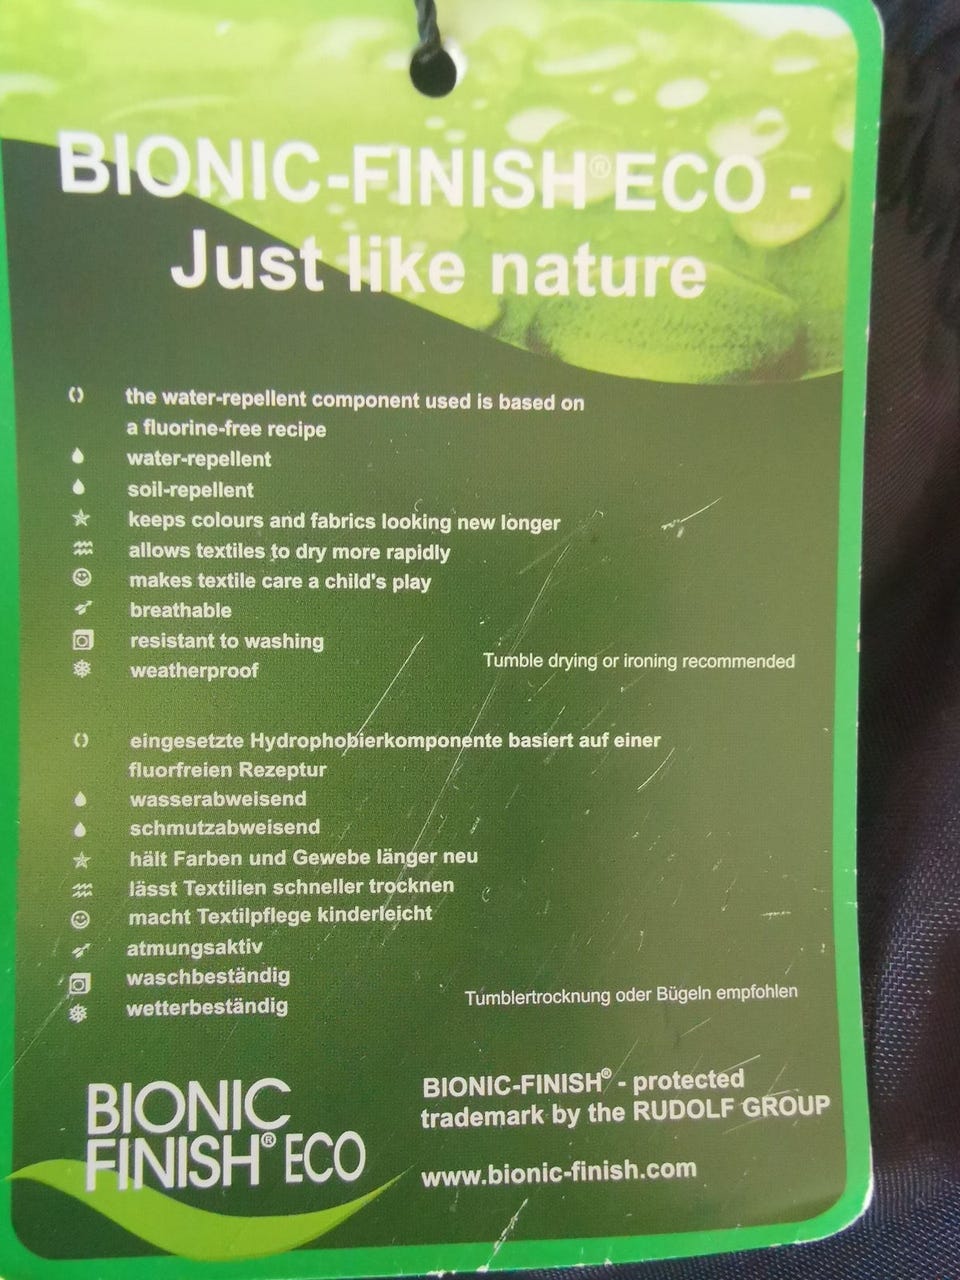 BIONIC-FINISH®ECO -
Just like nature
the water-repellent component used is based on
a fluorine-free recipe
water-repellent
soil-repellent
keeps colours and fabrics looking new longer
allows textiles to dry more rapidly
makes textile care a child's play
breathable
resistant to washing
weatherproof
Tumble drying or ironing recommended
eingesetzte Hydrophobierkomponente basiert auf einer
fluorfreien Rezeptur
wasserabweisend
schmutzabweisend
hält Farben und Gewebe länger neu
lässt Textilien schneller trocknen
macht Textilpflege kinderleicht
atmungsaktiv
waschbeständig
wetterbeständig
Tumblertrocknung oder Bügeln empfohlen
BIONIC
FINISH® ECO
BIONIC-FINISH® - protected
trademark by the RUDOLF GROUP
www.bionic-finish.com